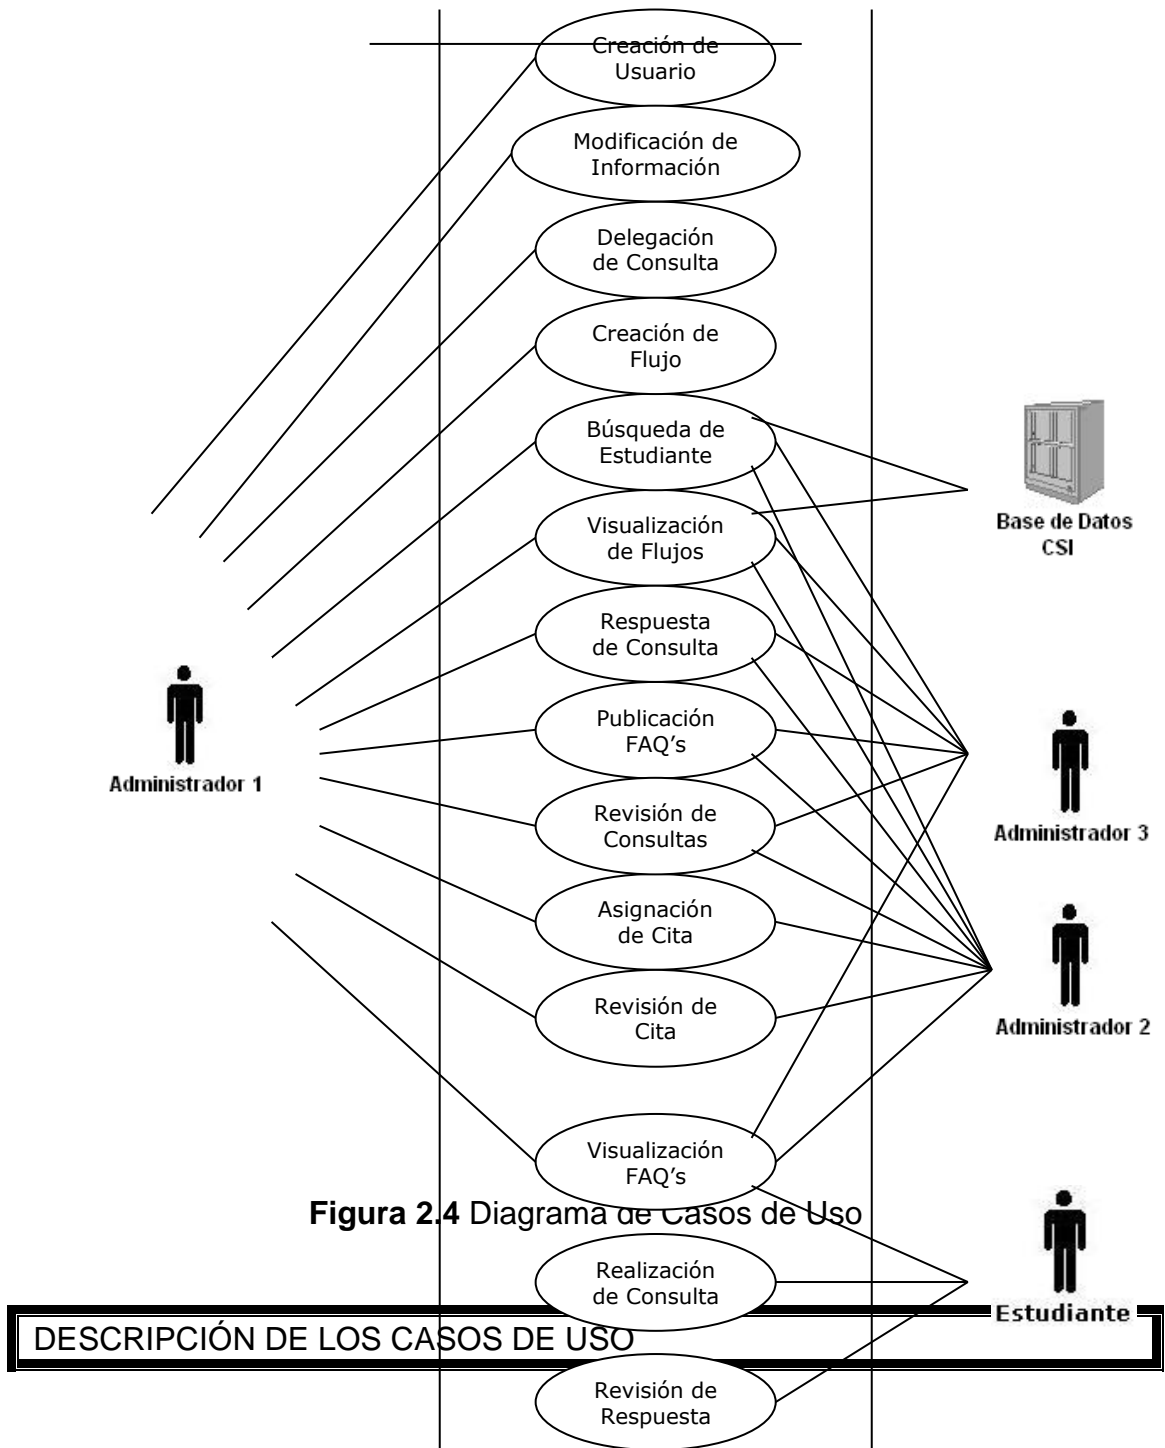 Creación de
Usuario
Modificación de
Información
Delegación
de Consulta
Creación de
Flujo
Búsqueda de
Estudiante
Visualización
de Flujos
Respuesta
de Consulta
Publicación
FAQ's
Revisión de
Consultas
Asignación
de Cita
Revisión de
Cita
Visualización
FAQ's
Realización
de Consulta
Revisión de
Respuesta
Administrador 1
Base de Datos
CSI
Administrador 3
Administrador 2
Estudiante
Figura 2.4 Diagrama de Casos de Uso
DESCRIPCIÓN DE LOS CASOS DE USO